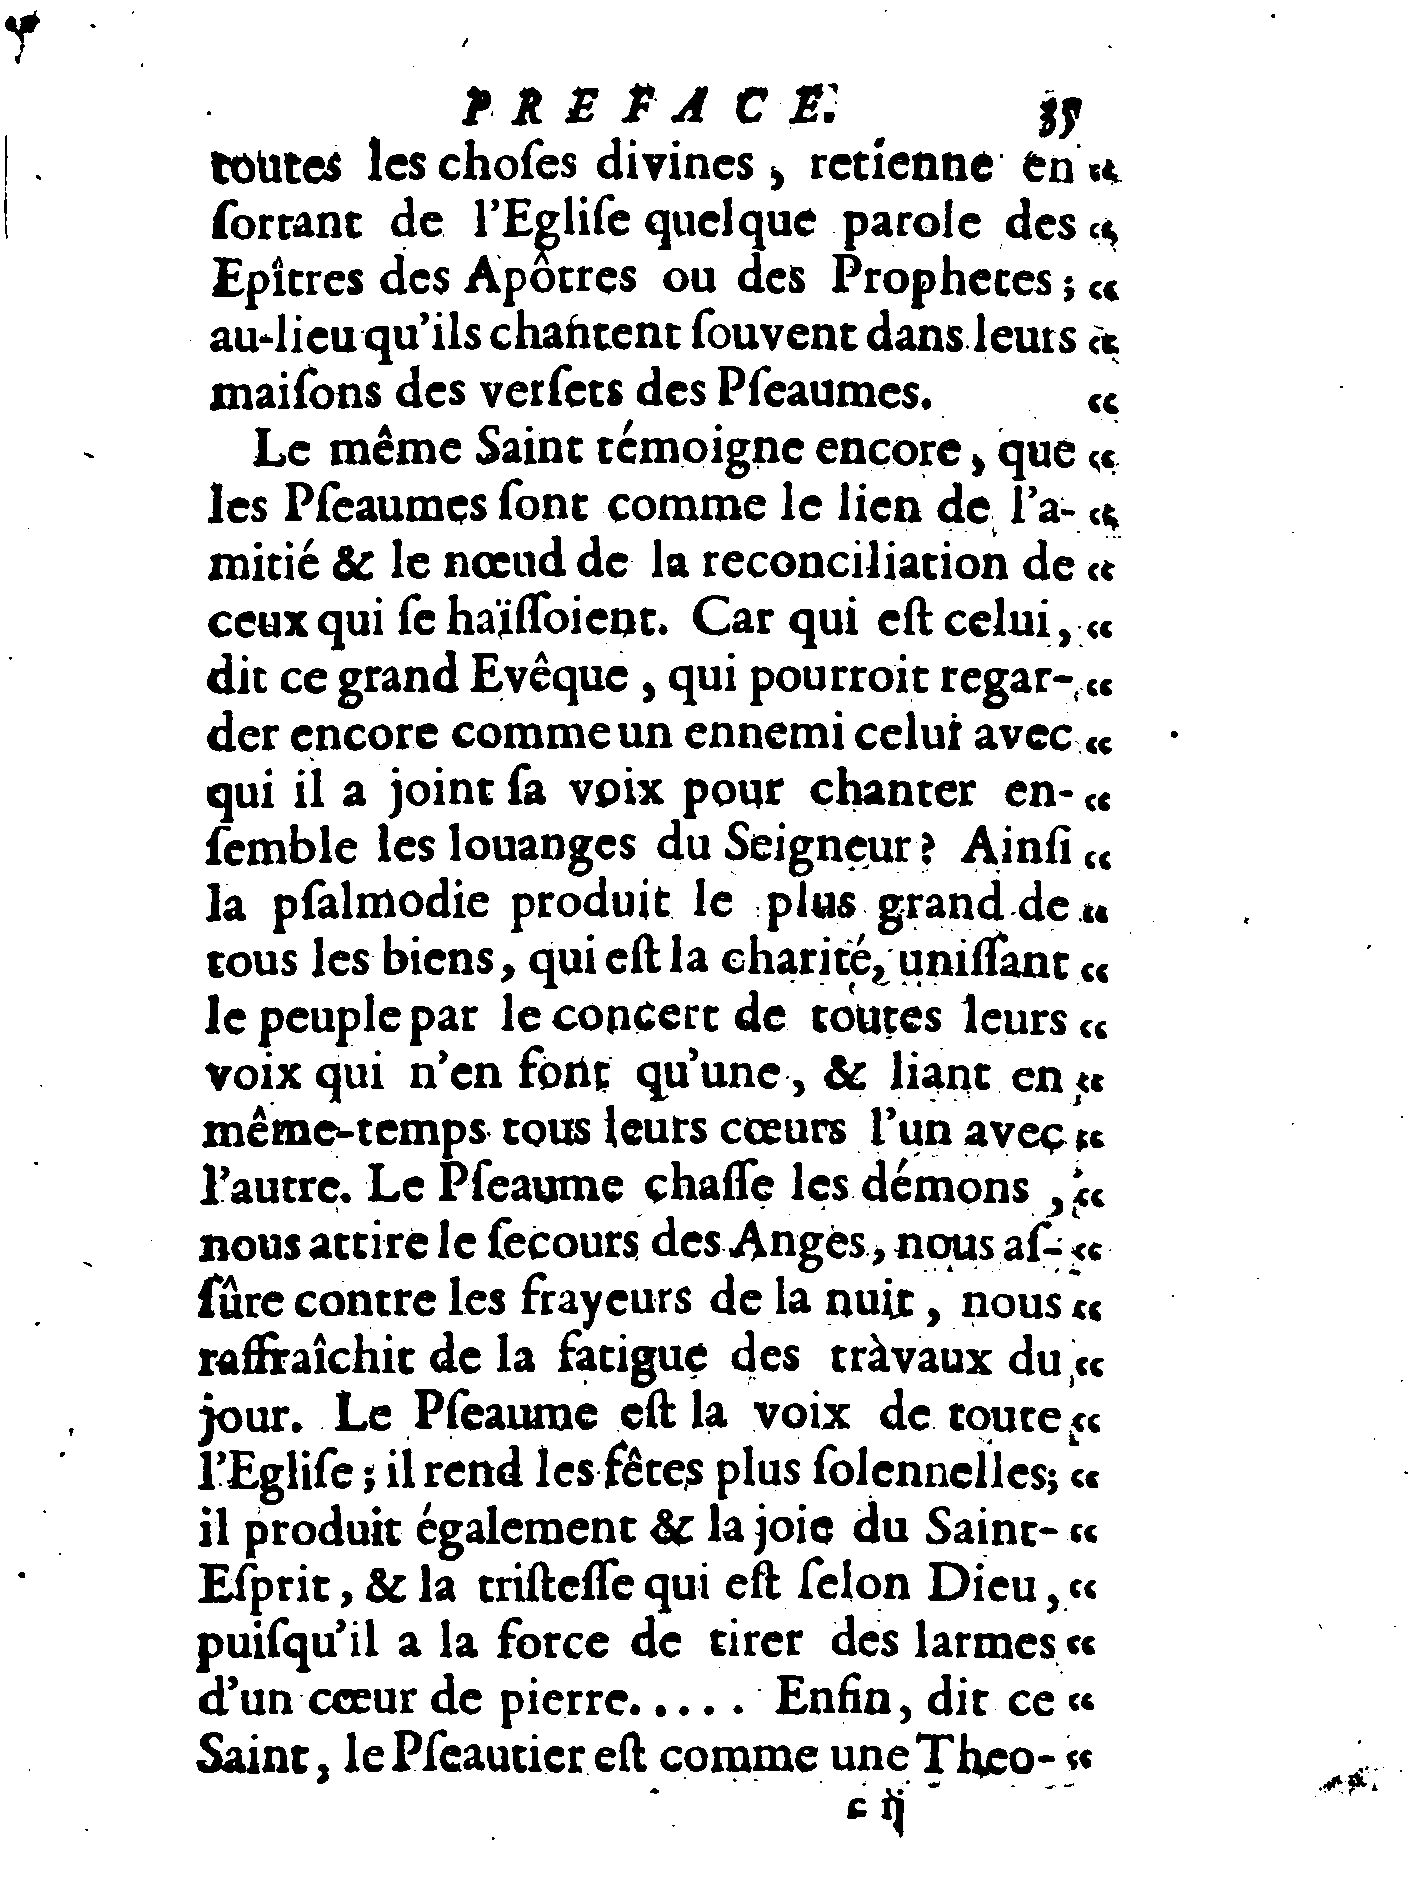 PREFACE. 35
toutes les choſes divines, retienne en “
ſortant de l’Egliſe quelque parole des “
Epîtres des Apôtres ou des Prophetes; “
au-lieu qu’ils chantent ſouvent dans leurs “
maiſons des verſets des Pſeaumes. “
Le même Saint témoigne encore, que “
les Pſeaumes ſont comme le lien de l’a- “
mitié & le nœud de la reconciliation de “
ceux qui ſe haïſſoient. Car qui eſt celui, “
dit ce grand Evêque, qui pourroit regar- “
der encore comme un ennemi celui avec “
qui il a joint ſa voix pour chanter en- “
ſemble les louanges du Seigneur? Ainſi “
la pſalmodie produit le plus grand de “
tous les biens, qui eſt la charité, uniſſant “
le peuple par le concert de toutes leurs “
voix qui n’en font qu’une, & liant en “
même-temps tous leurs cœurs l’un avec “
l’autre. Le Pſeaume chaſſe les démons, “
nous attire le ſecours des Anges, nous aſ- “
ſûre contre les frayeurs de la nuit, nous “
raffraîchit de la fatigue des travaux du “
jour. Le Pſeaume eſt la voix de toute “
l’Egliſe; il rend les fêtes plus ſolennelles; “
il produit également & la joie du Saint- “
Eſprit, & la triſteſſe qui eſt ſelon Dieu, “
puiſqu’il a la force de tirer des larmes “
d’un cœur de pierre..... Enfin, dit ce “
Saint, le Pſeautier eſt comme une Theo- “
c ij